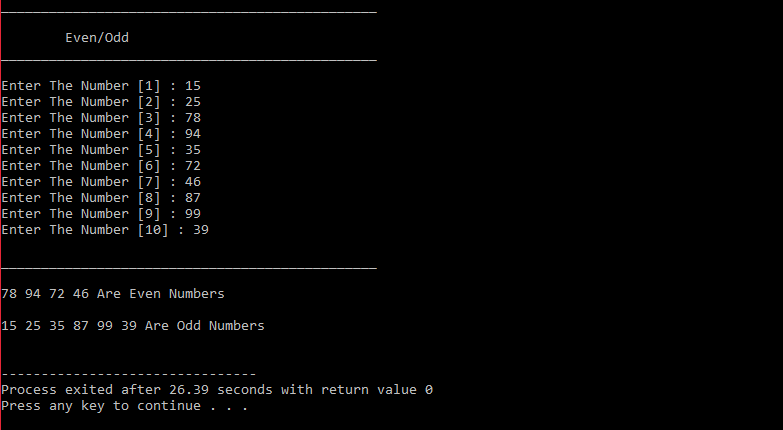 Even/Odd
Enter The Number [1] : 15
Enter The Number [2] : 25
Enter The Number [3] : 78
Enter The Number [4] : 94
Enter The Number [5] : 35
Enter The Number [6] : 72
Enter The Number [7] : 46
Enter The Number [8] : 87
Enter The Number [9] : 99
Enter The Number [10] : 39
78 94 72 46 Are Even Numbers
15 25 35 87 99 39 Are Odd Numbers
--------------------------------
Process exited after 26.39 seconds with return value 0
Press any key to continue . . .